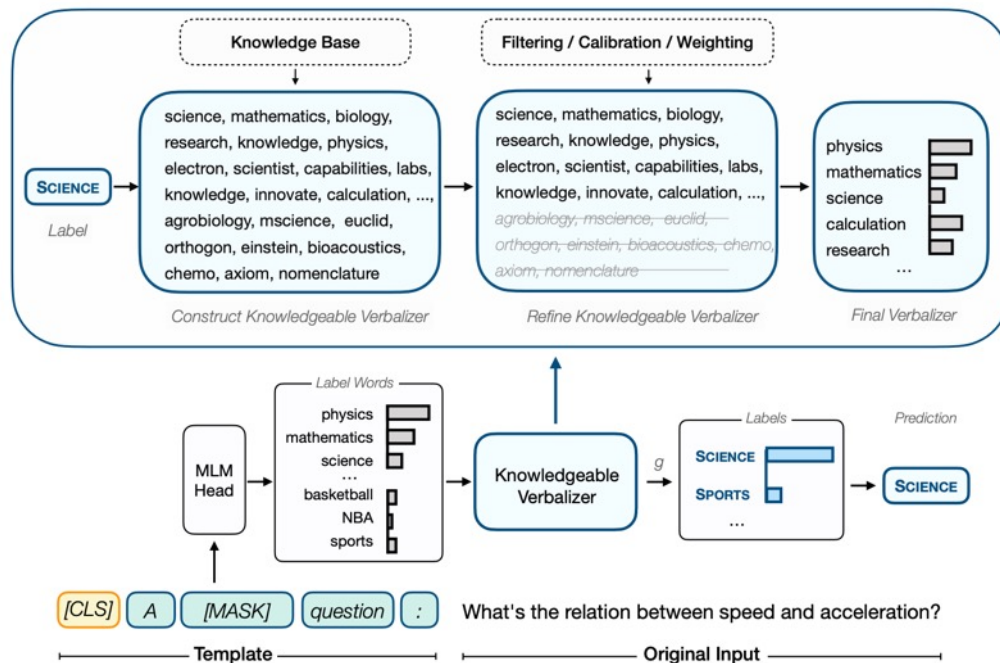 Knowledge Base
Filtering / Calibration / Weighting
SCIENCE
Label
science, mathematics, biology,
research, knowledge, physics,
electron, scientist, capabilities, labs,
knowledge, innovate, calculation, ...,
agrobiology, mscience, euclid,
orthogon, einstein, bioacoustics,
chemo, axiom, nomenclature
Construct Knowledgeable Verbalizer
science, mathematics, biology,
research, knowledge, physics,
electron, scientist, capabilities, labs,
knowledge, innovate, calculation, ...,
agrobiology, mscience, euclid,
orthogon, einstein, bioacoustics, chemo,
axiom, nomenclature
Refine Knowledgeable Verbalizer
physics
mathematics
science
calculation
research
...
Final Verbalizer
MLM
Head
Label Words
physics
mathematics
science
...
basketball
NBA
sports
Knowledgeable
Verbalizer
g
Labels
SCIENCE
SPORTS
...
Prediction
SCIENCE
[CLS] A [MASK] question : What's the relation between speed and acceleration?
Template
Original Input